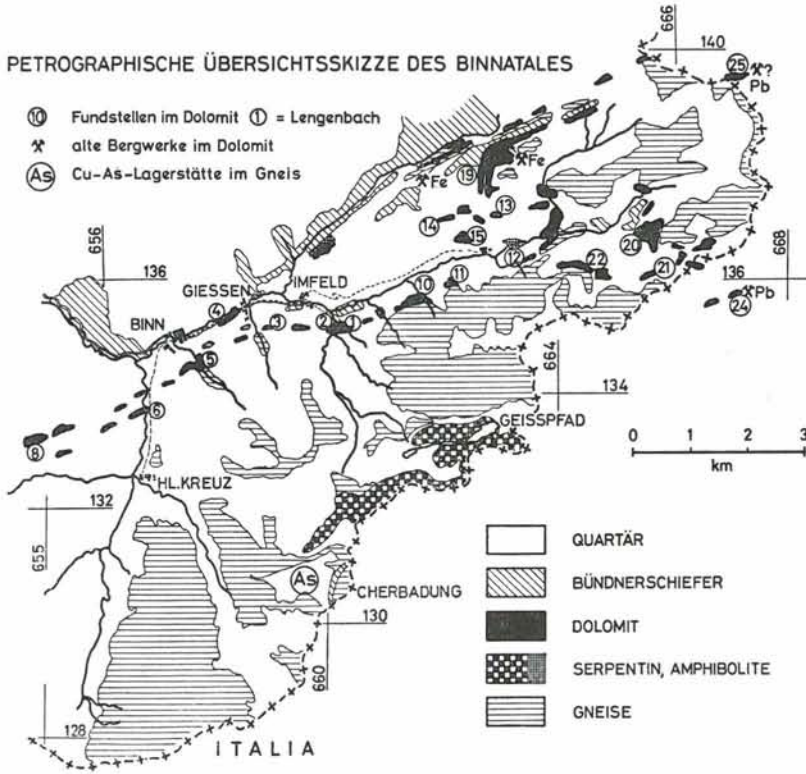 PETROGRAPHISCHE ÜBERSICHTSSKIZZE DES BINNATALES
⑩ Fundstellen im Dolomit ① = Lengenbach
alte Bergwerke im Dolomit
As Cu-As-Lagerstätte im Gneis
666
140
25
?
Pb
Fe
19
Fe
13
14
15
656
668
136
IMFELD
GIESSEN
12
22
20
21
136
Pb
24
10
11
BINN
4
3
2
1
5
664
134
6
GEISSPFAD
8
0 1 2 3
km
HL.KREUZ
132
655
QUARTÄR
BÜNDNERSCHIEFER
As
CHERBADUNG
DOLOMIT
130
660
SERPENTIN, AMPHIBOLITE
128
GNEISE
ITALIA